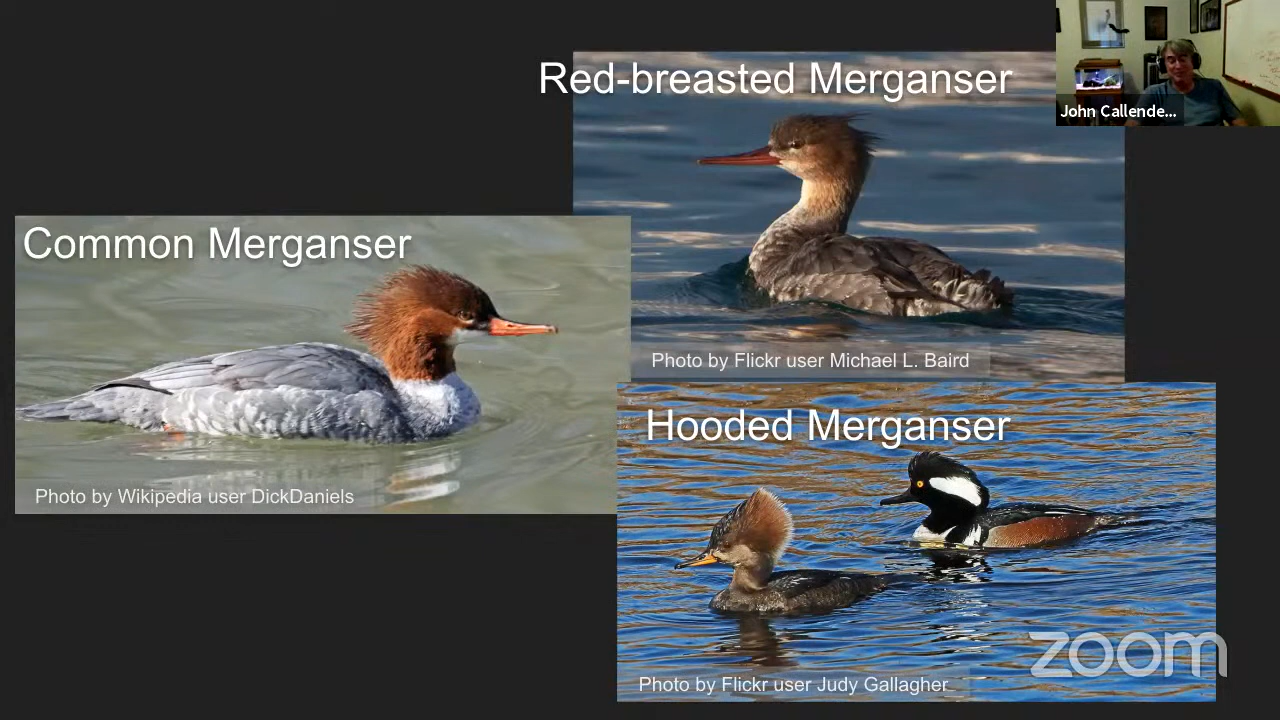 Red-breasted Merganser
John Callende...
Common Merganser
Photo by Flickr user Michael L. Baird
Hooded Merganser
Photo by Wikipedia user DickDaniels
zoom
Photo by Flickr user Judy Gallagher